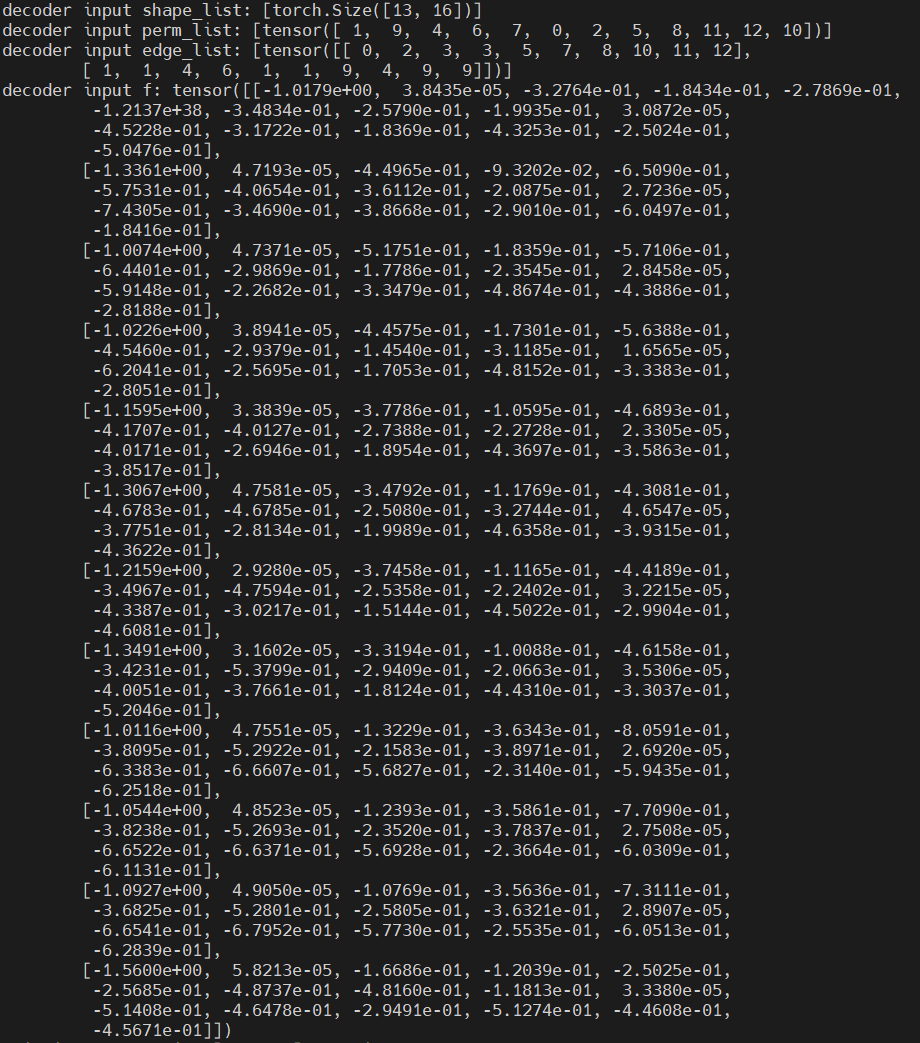 decoder input shape_list: [torch.Size([13, 16])]
decoder input perm_list: [tensor([ 1,  9,  4,  6,  7,  0,  2,  5,  8, 11, 12, 10])]
decoder input edge_list: [tensor([[ 0,  2,  3,  3,  5,  7,  8, 10, 11, 12],
        [ 1,  1,  4,  6,  1,  1,  9,  4,  9,  9]])]
decoder input f: tensor([[-1.0179e+00,  3.8435e-05, -3.2764e-01, -1.8434e-01, -2.7869e-01,
         -1.2137e+38, -3.4834e-01, -2.5790e-01, -1.9935e-01,  3.0872e-05,
         -4.5228e-01, -3.1722e-01, -1.8369e-01, -4.3253e-01, -2.5024e-01,
         -5.0476e-01],
        [-1.3361e+00,  4.7193e-05, -4.4965e-01, -9.3202e-02, -6.5090e-01,
         -5.7531e-01, -4.0654e-01, -3.6112e-01, -2.0875e-01,  2.7236e-05,
         -7.4305e-01, -3.4690e-01, -3.8668e-01, -2.9010e-01, -6.0497e-01,
         -1.8416e-01],
        [-1.0074e+00,  4.7371e-05, -5.1751e-01, -1.8359e-01, -5.7106e-01,
         -6.4401e-01, -2.9869e-01, -1.7786e-01, -2.3545e-01,  2.8458e-05,
         -5.9148e-01, -2.2682e-01, -3.3479e-01, -4.8674e-01, -4.3886e-01,
         -2.8188e-01],
        [-1.0226e+00,  3.8941e-05, -4.4575e-01, -1.7301e-01, -5.6388e-01,
         -4.5460e-01, -2.9379e-01, -1.4540e-01, -3.1185e-01,  1.6565e-05,
         -6.2041e-01, -2.5695e-01, -1.7053e-01, -4.8152e-01, -3.3383e-01,
         -2.8051e-01],
        [-1.1595e+00,  3.3839e-05, -3.7786e-01, -1.0595e-01, -4.6893e-01,
         -4.1707e-01, -4.0127e-01, -2.7388e-01, -2.2728e-01,  2.3305e-05,
         -4.0171e-01, -2.6946e-01, -1.8954e-01, -4.3697e-01, -3.5863e-01,
         -3.8517e-01],
        [-1.3067e+00,  4.7581e-05, -3.4792e-01, -1.1769e-01, -4.3081e-01,
         -4.6783e-01, -4.6785e-01, -2.5080e-01, -3.2744e-01,  4.6547e-05,
         -3.7751e-01, -2.8134e-01, -1.9989e-01, -4.6358e-01, -3.9315e-01,
         -4.3622e-01],
        [-1.2159e+00,  2.9280e-05, -3.7458e-01, -1.1165e-01, -4.4189e-01,
         -3.4967e-01, -4.7594e-01, -2.5358e-01, -2.2402e-01,  3.2215e-05,
         -4.3387e-01, -3.0217e-01, -1.5144e-01, -4.5022e-01, -2.9904e-01,
         -4.6081e-01],
        [-1.3491e+00,  3.1602e-05, -3.3194e-01, -1.0088e-01, -4.6158e-01,
         -3.4231e-01, -5.3799e-01, -2.9409e-01, -2.0663e-01,  3.5306e-05,
         -4.0051e-01, -3.7661e-01, -1.8124e-01, -4.4310e-01, -3.3037e-01,
         -5.2046e-01],
        [-1.0116e+00,  4.7551e-05, -1.3229e-01, -3.6343e-01, -8.0591e-01,
         -3.8095e-01, -5.2922e-01, -2.1583e-01, -3.8971e-01,  2.6920e-05,
         -6.3383e-01, -6.6607e-01, -5.6827e-01, -2.3140e-01, -5.9435e-01,
         -6.2518e-01],
        [-1.0544e+00,  4.8523e-05, -1.2393e-01, -3.5861e-01, -7.7090e-01,
         -3.8238e-01, -5.2693e-01, -2.3520e-01, -3.7837e-01,  2.7508e-05,
         -6.6522e-01, -6.6371e-01, -5.6928e-01, -2.3664e-01, -6.0309e-01,
         -6.1131e-01],
        [-1.0927e+00,  4.9050e-05, -1.0769e-01, -3.5636e-01, -7.3111e-01,
         -3.6825e-01, -5.2801e-01, -2.5805e-01, -3.6321e-01,  2.8907e-05,
         -6.6541e-01, -6.7952e-01, -5.7730e-01, -2.5535e-01, -6.0513e-01,
         -6.2839e-01],
        [-1.5600e+00,  5.8213e-05, -1.6686e-01, -1.2039e-01, -2.5025e-01,
         -2.5685e-01, -4.8737e-01, -4.8160e-01, -1.1813e-01,  3.3380e-05,
         -5.1408e-01, -4.6478e-01, -2.9491e-01, -5.1274e-01, -4.4608e-01,
         -4.5671e-01]])